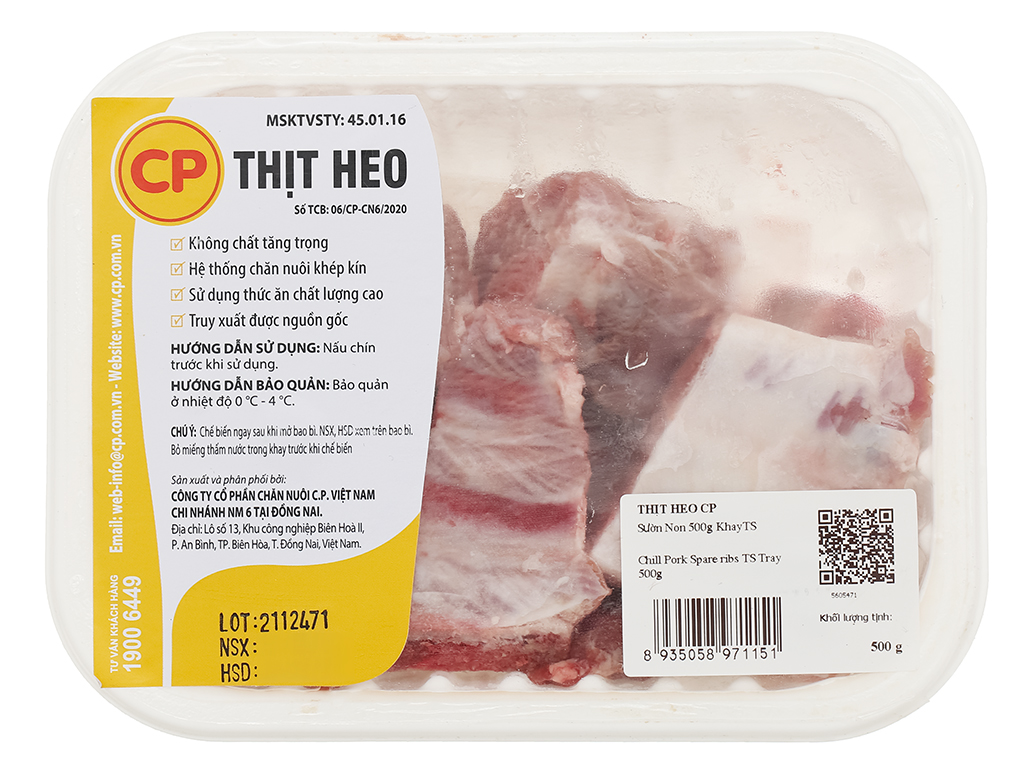 MSKTVSTY: 45.01.16
CP THỊT HEO
Số TCB: 06/CP-CN6/2020
Không chất tăng trọng
Hệ thống chăn nuôi khép kín
Sử dụng thức ăn chất lượng cao
Truy xuất được nguồn gốc
HƯỚNG DẪN SỬ DỤNG: Nấu chín
trước khi sử dụng.
HƯỚNG DẪN BẢO QUẢN: Bảo quản
ở nhiệt độ 0 °C - 4 °C.
CHÚ Ý: Chế biến ngay sau khi mở bao bì. NSX, HSD xem trên bao bì.
Bỏ miếng thấm nước trong khay trước khi chế biến
Sản xuất và phân phối bởi:
CÔNG TY CỔ PHẦN CHĂN NUÔI C.P. VIỆT NAM
CHI NHÁNH NM 6 TẠI ĐỒNG NAI.
Địa chỉ: Lô số 13, Khu công nghiệp Biên Hoà II,
P. An Bình, TP. Biên Hòa, T. Đồng Nai, Việt Nam.
LOT:2112471
NSX:
HSD:
TƯ VẤN KHÁCH HÀNG
1900 6449
Email: web-info@cp.com.vn - Website: www.cp.com.vn
THỊT HEO CP
Sườn Non 500g KhayTS
Chill Pork Spare ribs TS Tray
500g
5605471
Khối lượng tịnh:
500 g
8 935058 971151